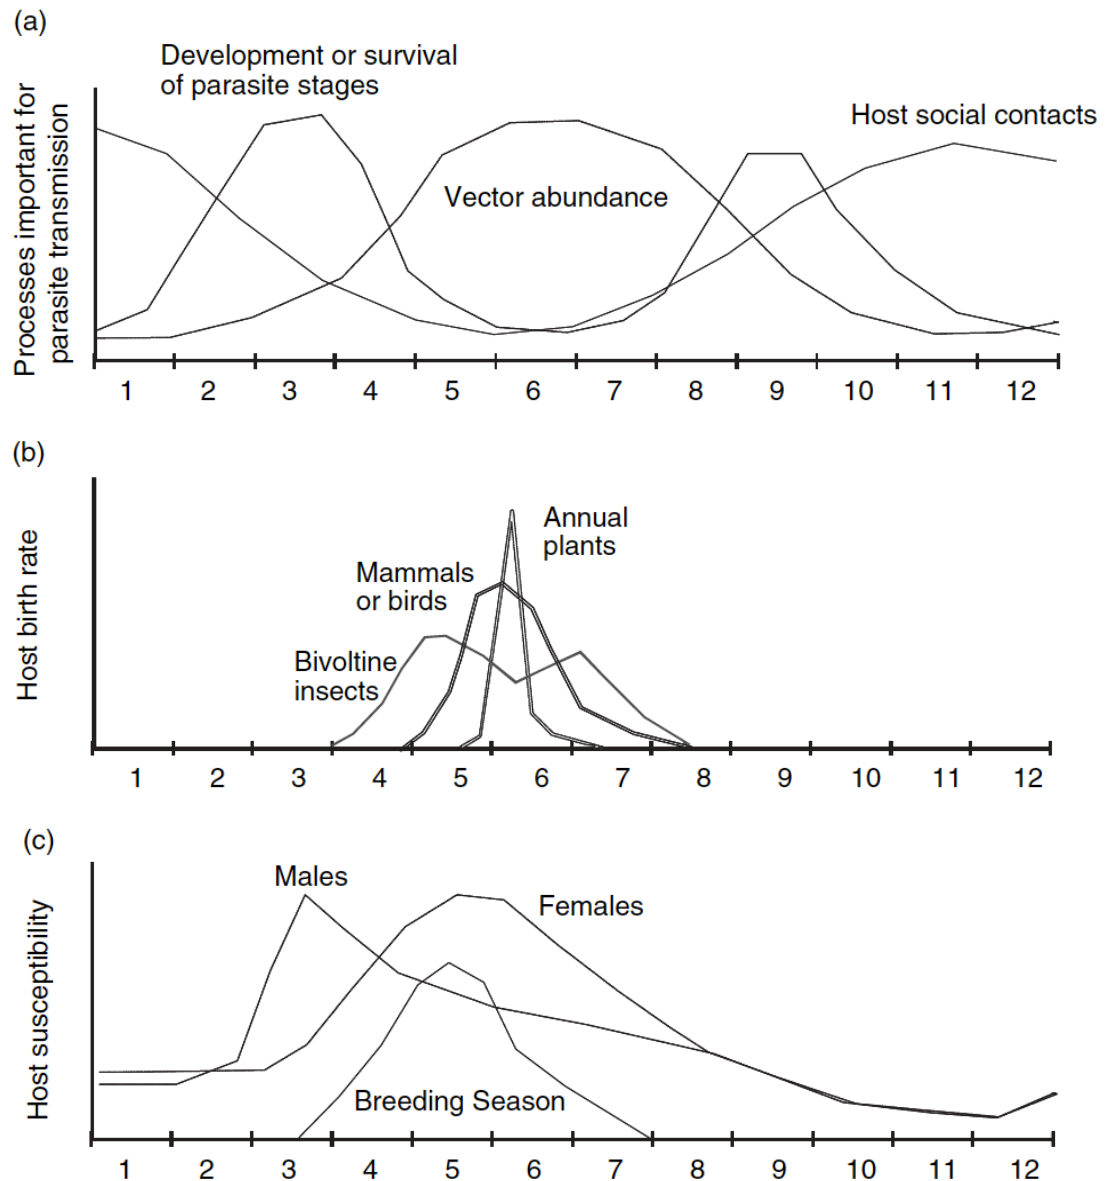 (a)
Development or survival
of parasite stages
Host social contacts
Vector abundance
Processes important for
parasite transmission
1 2 3 4 5 6 7 8 9 10 11 12
(b)
Annual
plants
Mammals
or birds
Bivoltine
insects
Host birth rate
1 2 3 4 5 6 7 8 9 10 11 12
(c)
Males
Females
Breeding Season
Host susceptibility
1 2 3 4 5 6 7 8 9 10 11 12